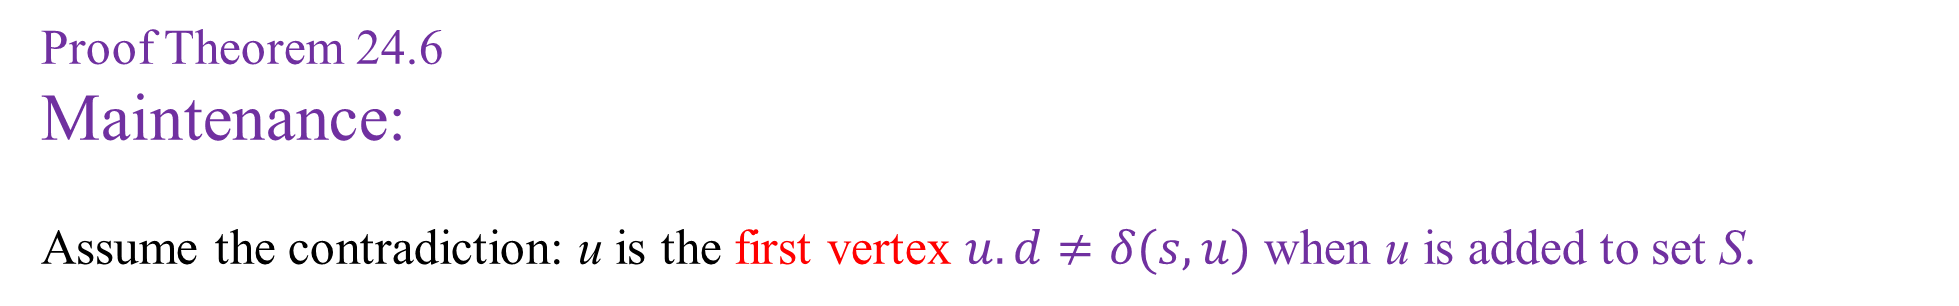 Proof Theorem 24.6
Maintenance:
Assume the contradiction: u is the first vertex u.d ≠ δ(s,u) when u is added to set S.